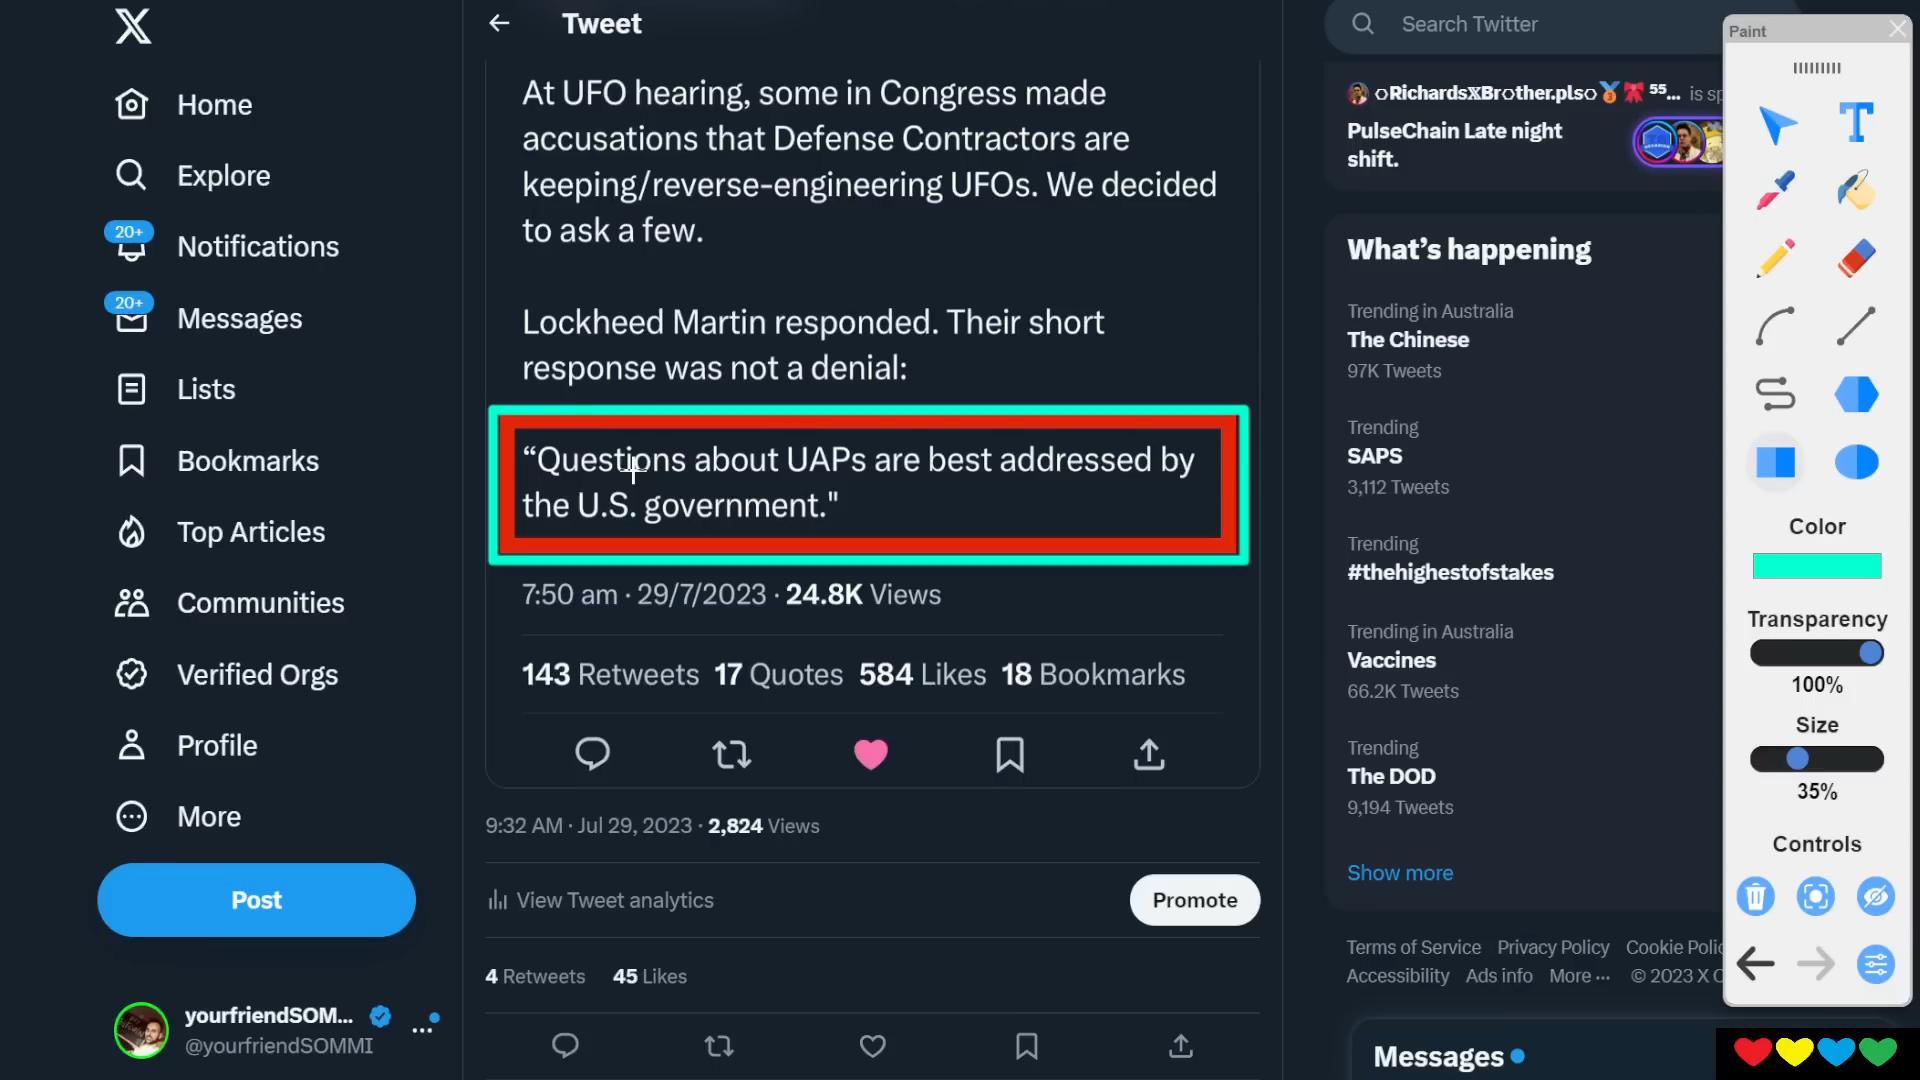 Home
Explore
20+
Notifications
20+
Messages
Lists
Bookmarks
Top Articles
Communities
Verified Orgs
Profile
More
Post
yourfriendSOM...
@yourfriendSOMMI
Tweet
At UFO hearing, some in Congress made
accusations that Defense Contractors are
keeping/reverse-engineering UFOs. We decided
to ask a few.
Lockheed Martin responded. Their short
response was not a denial:
“Questions about UAPs are best addressed by
the U.S. government."
7:50 am · 29/7/2023 · 24.8K Views
143 Retweets 17 Quotes 584 Likes 18 Bookmarks
9:32 AM · Jul 29, 2023 · 2,824 Views
View Tweet analytics
Promote
4 Retweets 45 Likes
Search Twitter
is sp
PulseChain Late night
shift.
What’s happening
Trending in Australia
The Chinese
97K Tweets
Trending
SAPS
3,112 Tweets
Trending
#thehighestofstakes
Trending in Australia
Vaccines
66.2K Tweets
Trending
The DOD
9,194 Tweets
Show more
Terms of Service Privacy Policy Cookie Polic
Accessibility Ads info More ··· © 2023 X C
Messages
Paint
Color
Transparency
100%
Size
35%
Controls